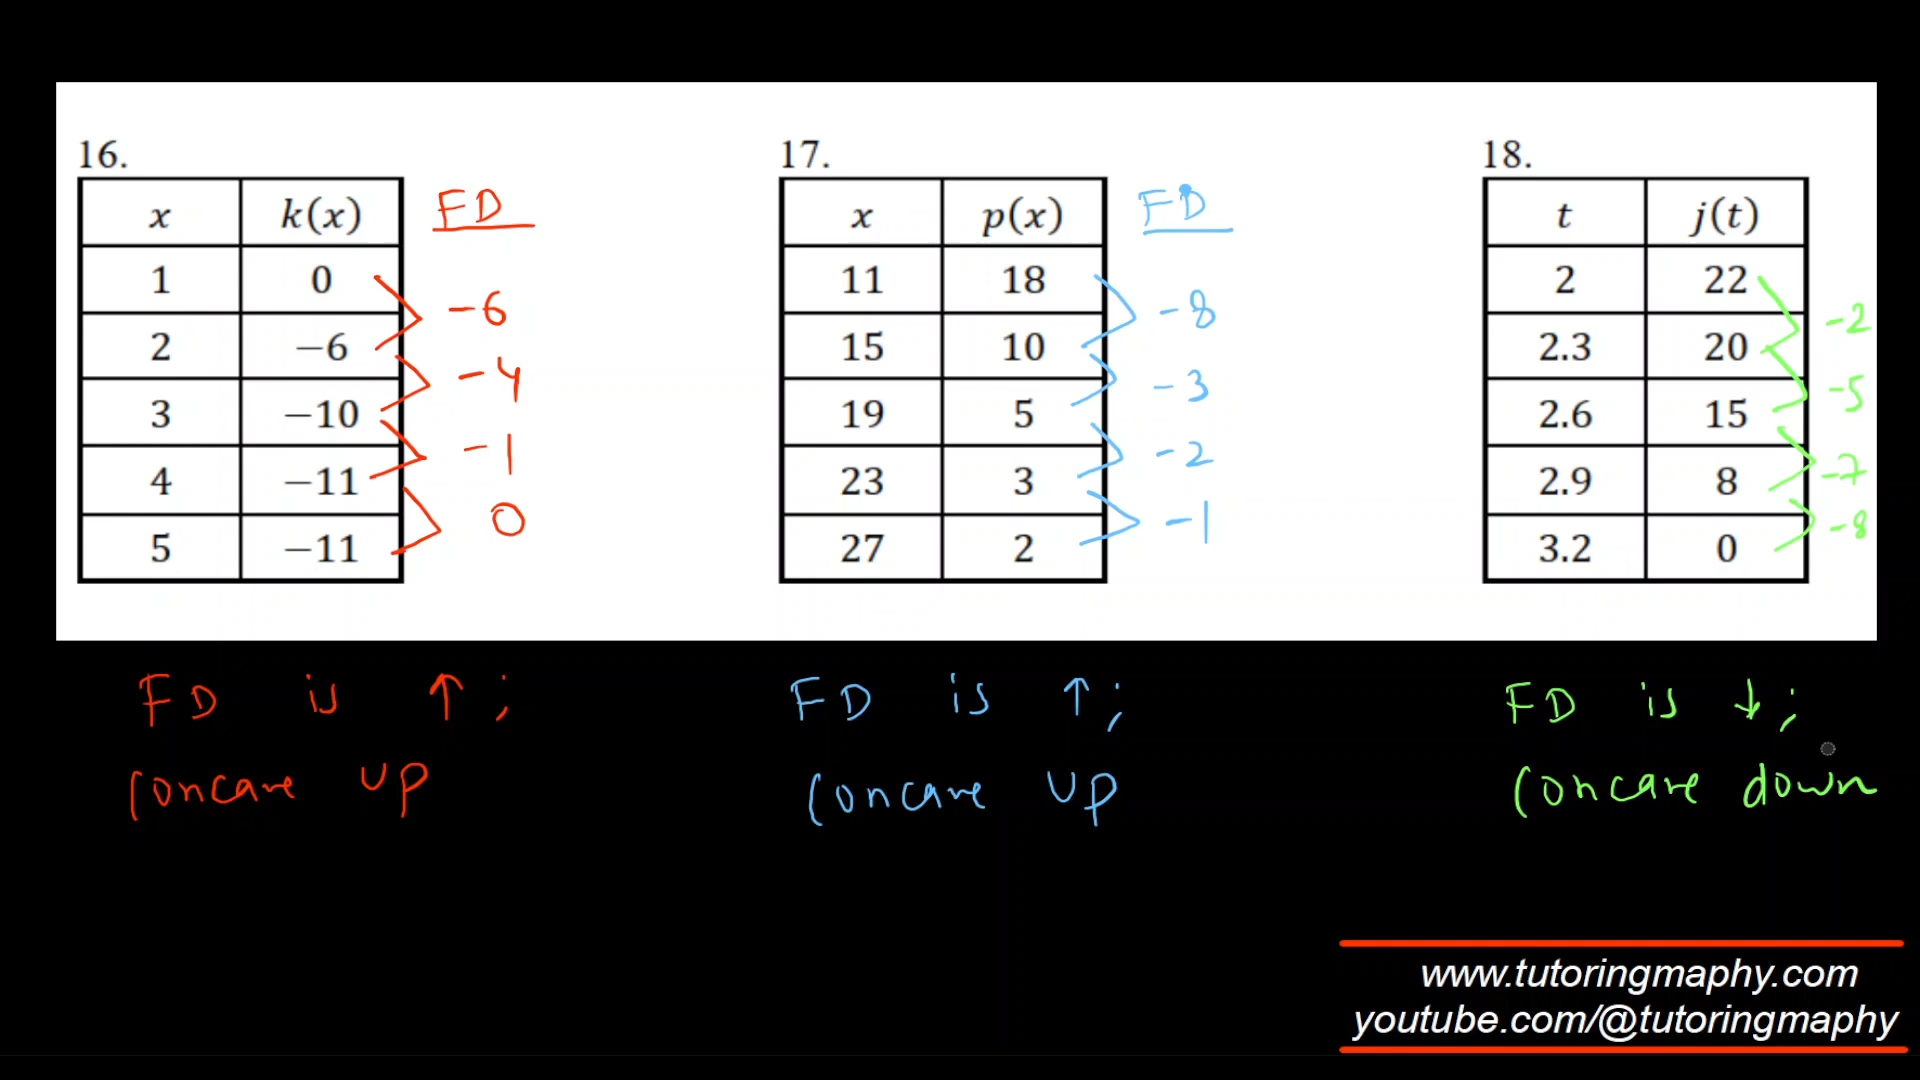 16.
x k(x) FD
1 0
-6
2 −6
-4
3 −10
-1
4 −11
0
5 −11
FD is ↑;
concave up
17.
x p(x) FD
11 18
-8
15 10
-3
19 5
-2
23 3
-1
27 2
FD is ↑;
concave up
18.
t j(t)
2 22
-2
2.3 20
-5
2.6 15
-7
2.9 8
-8
3.2 0
FD is ↓;
concave down
www.tutoringmaphy.com
youtube.com/@tutoringmaphy